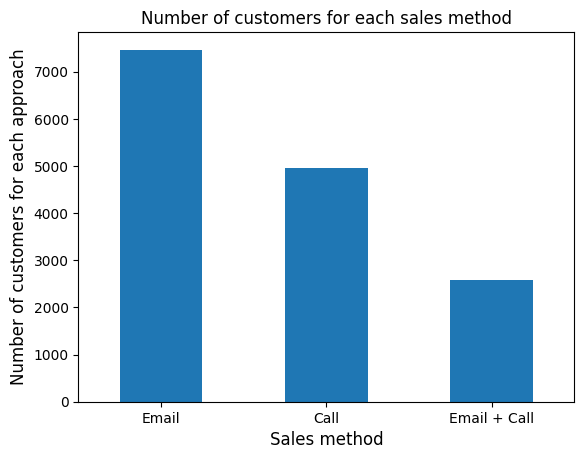 Number of customers for each sales method
Number of customers for each approach
7000
6000
5000
4000
3000
2000
1000
0
Email
Call
Email + Call
Sales method